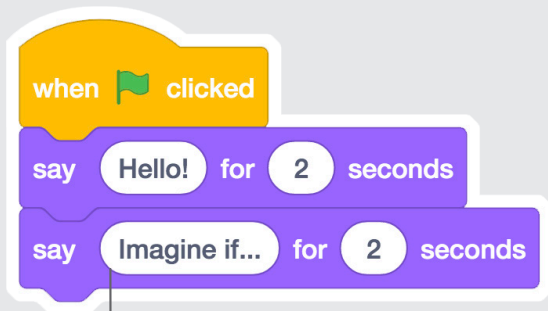 when clicked
say Hello! for 2 seconds
say Imagine if... for 2 seconds